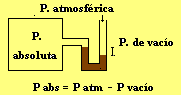 P. atmosférica
P.
absoluta
P. de vacío
P abs = P atm - P vacío